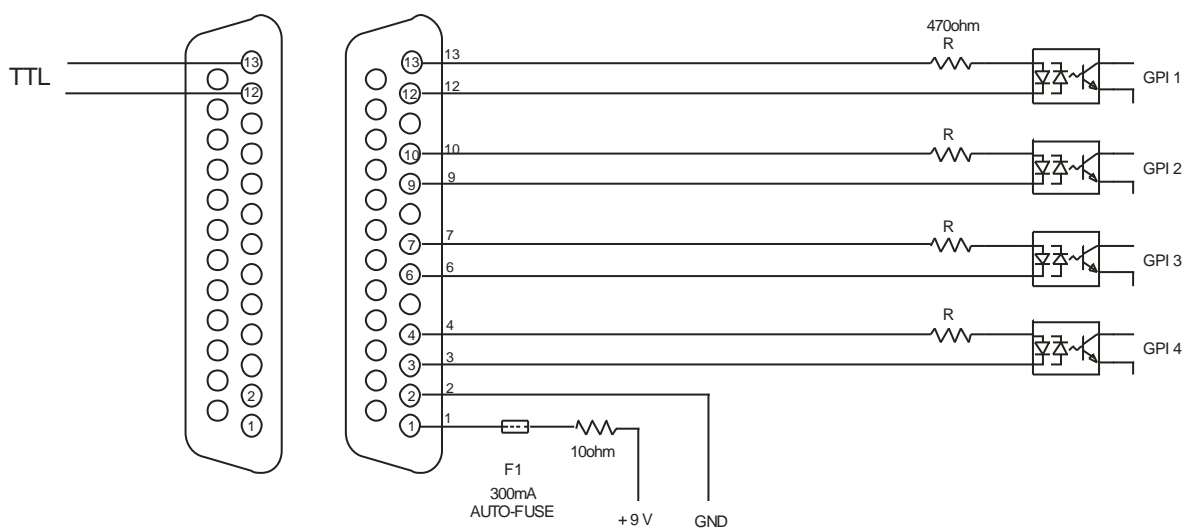 470ohm
R
TTL
13
12
2
1
13
13
12
12
GPI 1
R
10
10
9
9
GPI 2
R
7
7
6
6
GPI 3
R
4
4
3
3
GPI 4
2
2
1
1
10ohm
F1
300mA
AUTO-FUSE
+9 V
GND